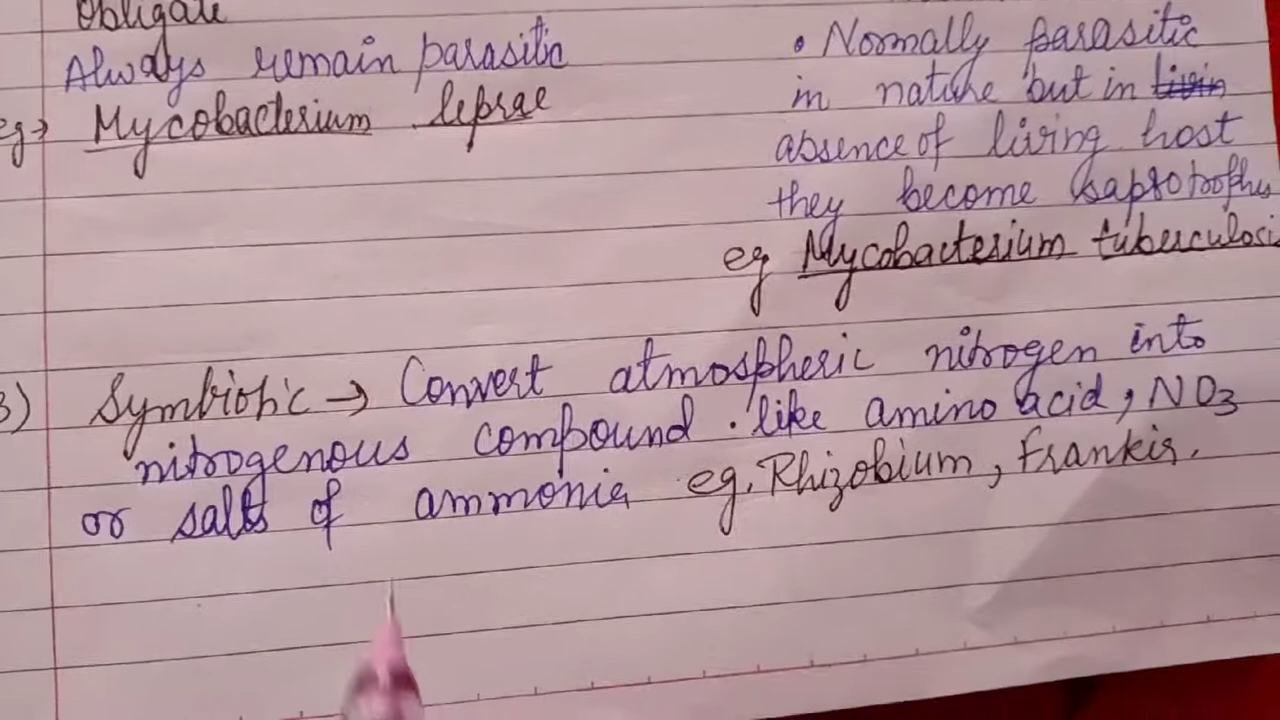 Obligate
Always remain parasitic
eg → Mycobacterium leprae
• Normally parasitic
in nature but in livin
absence of living host
they become saprotrophs
eg Mycobacterium tuberculosi
3) Symbiotic → Convert atmospheric nitrogen into
nitrogenous compound . like amino acid, NO3
or salts of ammonia eg. Rhizobium, Frankia.